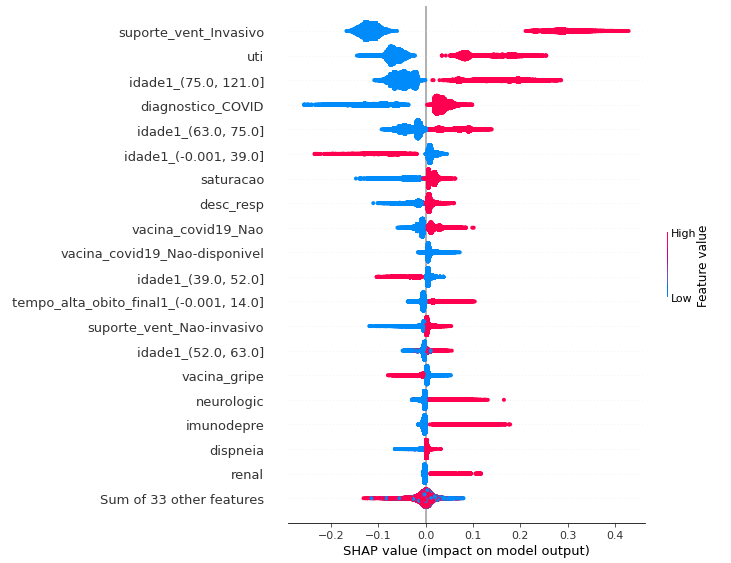 suporte_vent_Invasivo
uti
idade1_(75.0, 121.0]
diagnostico_COVID
idade1_(63.0, 75.0]
idade1_(-0.001, 39.0]
saturacao
desc_resp
vacina_covid19_Nao
vacina_covid19_Nao-disponivel
idade1_(39.0, 52.0]
tempo_alta_obito_final1_(-0.001, 14.0]
suporte_vent_Nao-invasivo
idade1_(52.0, 63.0]
vacina_gripe
neurologic
imunodepre
dispneia
renal
Sum of 33 other features
−0.2 −0.1 0.0 0.1 0.2 0.3 0.4
SHAP value (impact on model output)
High
Low
Feature value